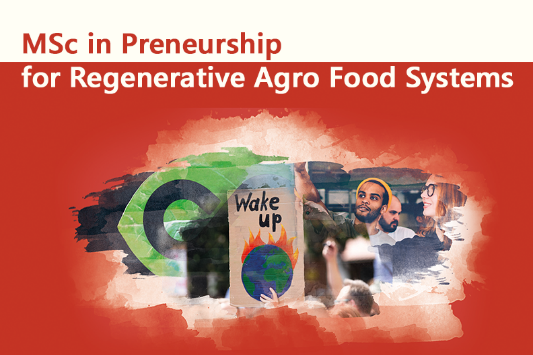 MSc in Preneurship
for Regenerative Agro Food Systems
Wake
up